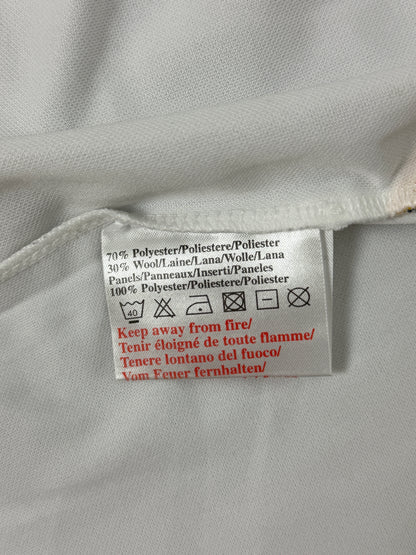 70% Polyester/Poliestere/Poliester
30% Wool/Laine/Lana/Wolle/Lana
Panels/Panneaux/Inserti/Paneles
100% Polyester/Poliestere/Poliester
40
Keep away from fire/
Tenir éloigné de toute flamme/
Tenere lontano del fuoco/
Vom Feuer fernhalten/